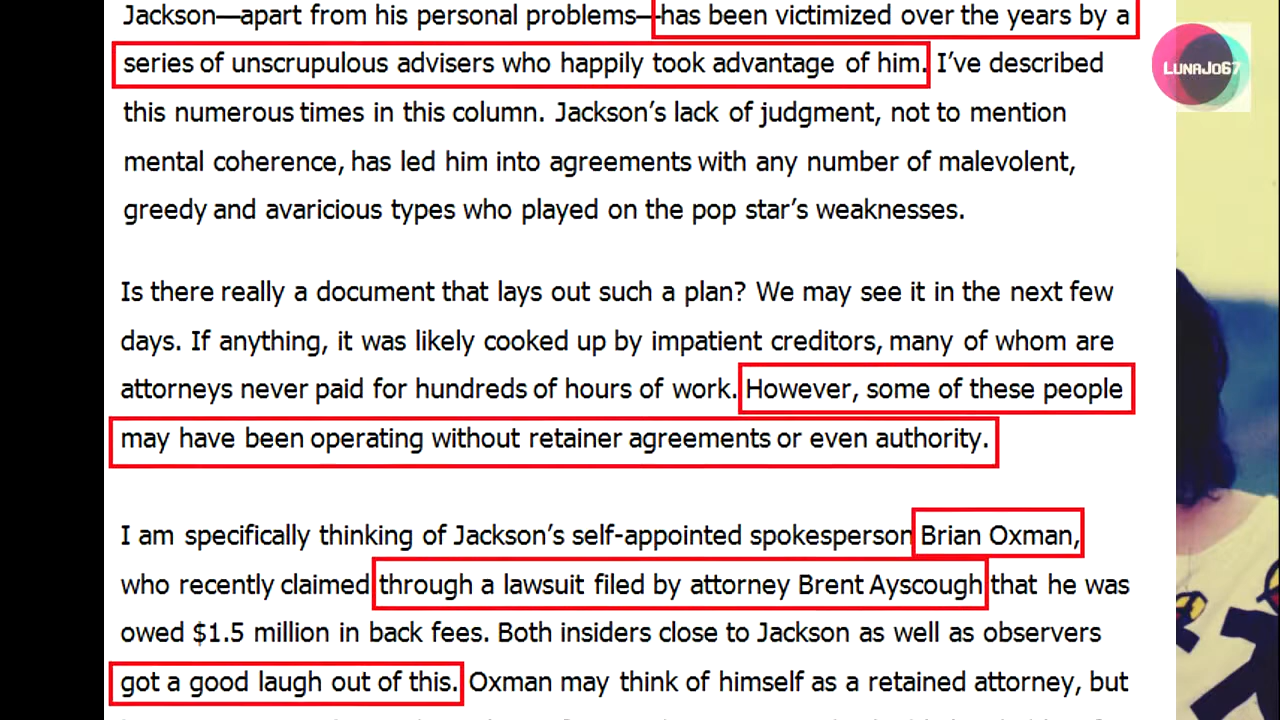 Jackson—apart from his personal problems—has been victimized over the years by a
series of unscrupulous advisers who happily took advantage of him. I’ve described
this numerous times in this column. Jackson’s lack of judgment, not to mention
mental coherence, has led him into agreements with any number of malevolent,
greedy and avaricious types who played on the pop star’s weaknesses.
Is there really a document that lays out such a plan? We may see it in the next few
days. If anything, it was likely cooked up by impatient creditors, many of whom are
attorneys never paid for hundreds of hours of work. However, some of these people
may have been operating without retainer agreements or even authority.
I am specifically thinking of Jackson’s self-appointed spokesperson Brian Oxman,
who recently claimed through a lawsuit filed by attorney Brent Ayscough that he was
owed $1.5 million in back fees. Both insiders close to Jackson as well as observers
got a good laugh out of this. Oxman may think of himself as a retained attorney, but
LUNAJO67